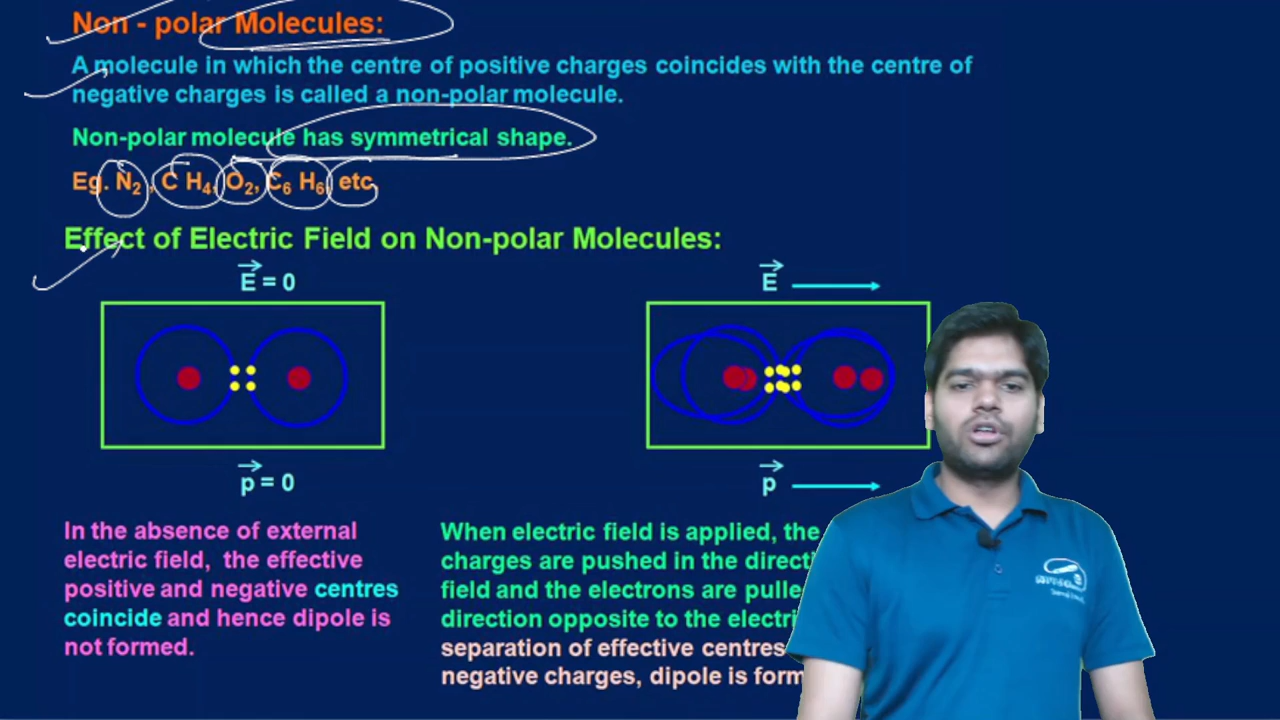 Non - polar Molecules:
A molecule in which the centre of positive charges coincides with the centre of
negative charges is called a non-polar molecule.
Non-polar molecule has symmetrical shape.
Eg. N₂ , C H₄, O₂, C₆ H₆, etc.
Effect of Electric Field on Non-polar Molecules:
E⃗ = 0
E⃗
p⃗ = 0
p⃗
In the absence of external
electric field, the effective
positive and negative centres
coincide and hence dipole is
not formed.
When electric field is applied, the
charges are pushed in the
field and the electrons are
direction opposite to the
separation of effective centres
negative charges, dipole is